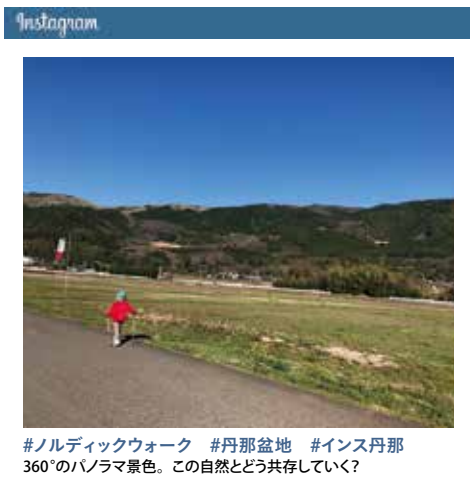 Instagram
#ノルディックウォーク　#丹那盆地　#インス丹那
360°のパノラマ景色。この自然とどう共存していく?